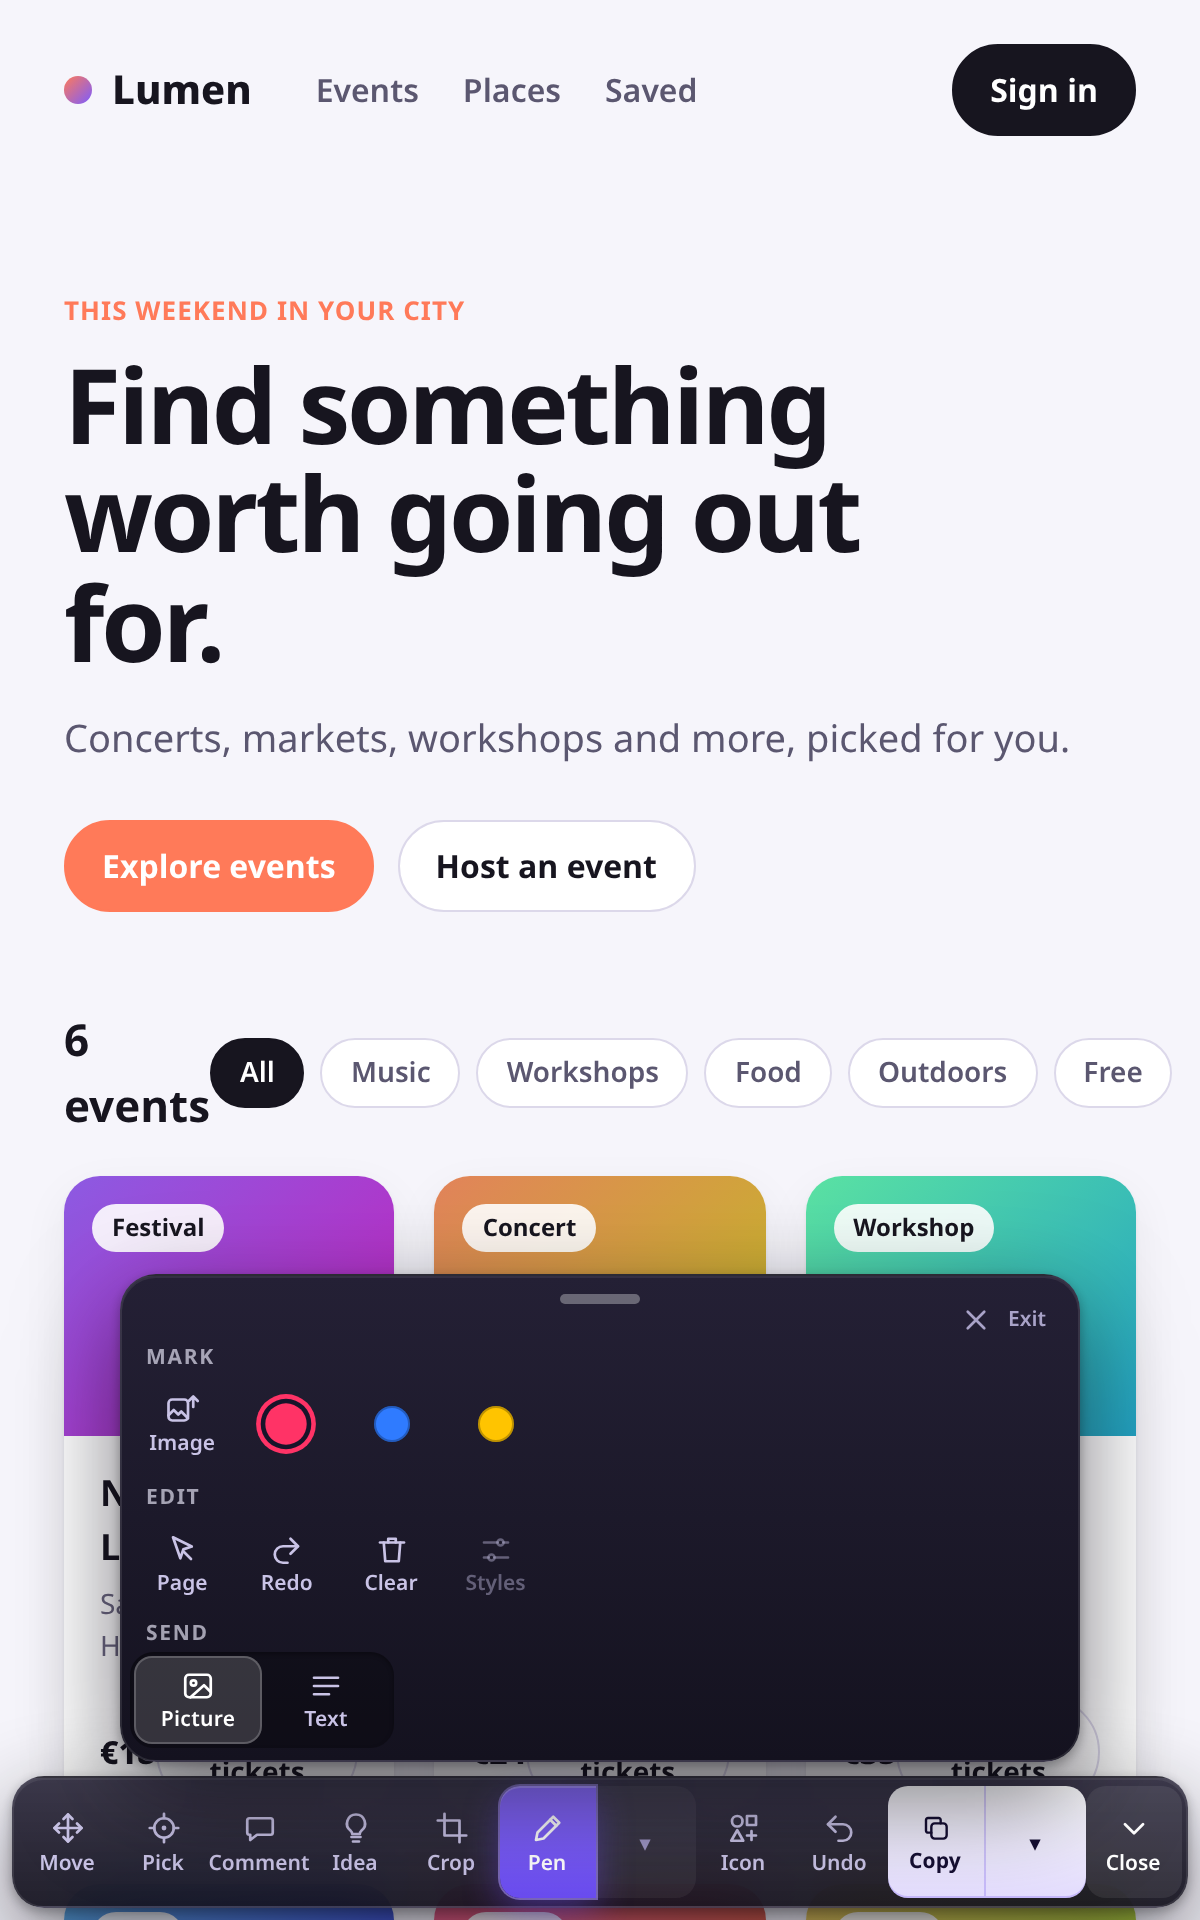 Lumen
Events
Places
Saved
Sign in
THIS WEEKEND IN YOUR CITY
Find something
worth going out
for.
Concerts, markets, workshops and more, picked for you.
Explore events
Host an event
6
events
All
Music
Workshops
Food
Outdoors
Free
Festival
Concert
Workshop
Exit
MARK
Image
EDIT
Page
Redo
Clear
Styles
SEND
Picture
Text
tickets
tickets
tickets
Move
Pick
Comment
Idea
Crop
Pen
Icon
Undo
Copy
Close